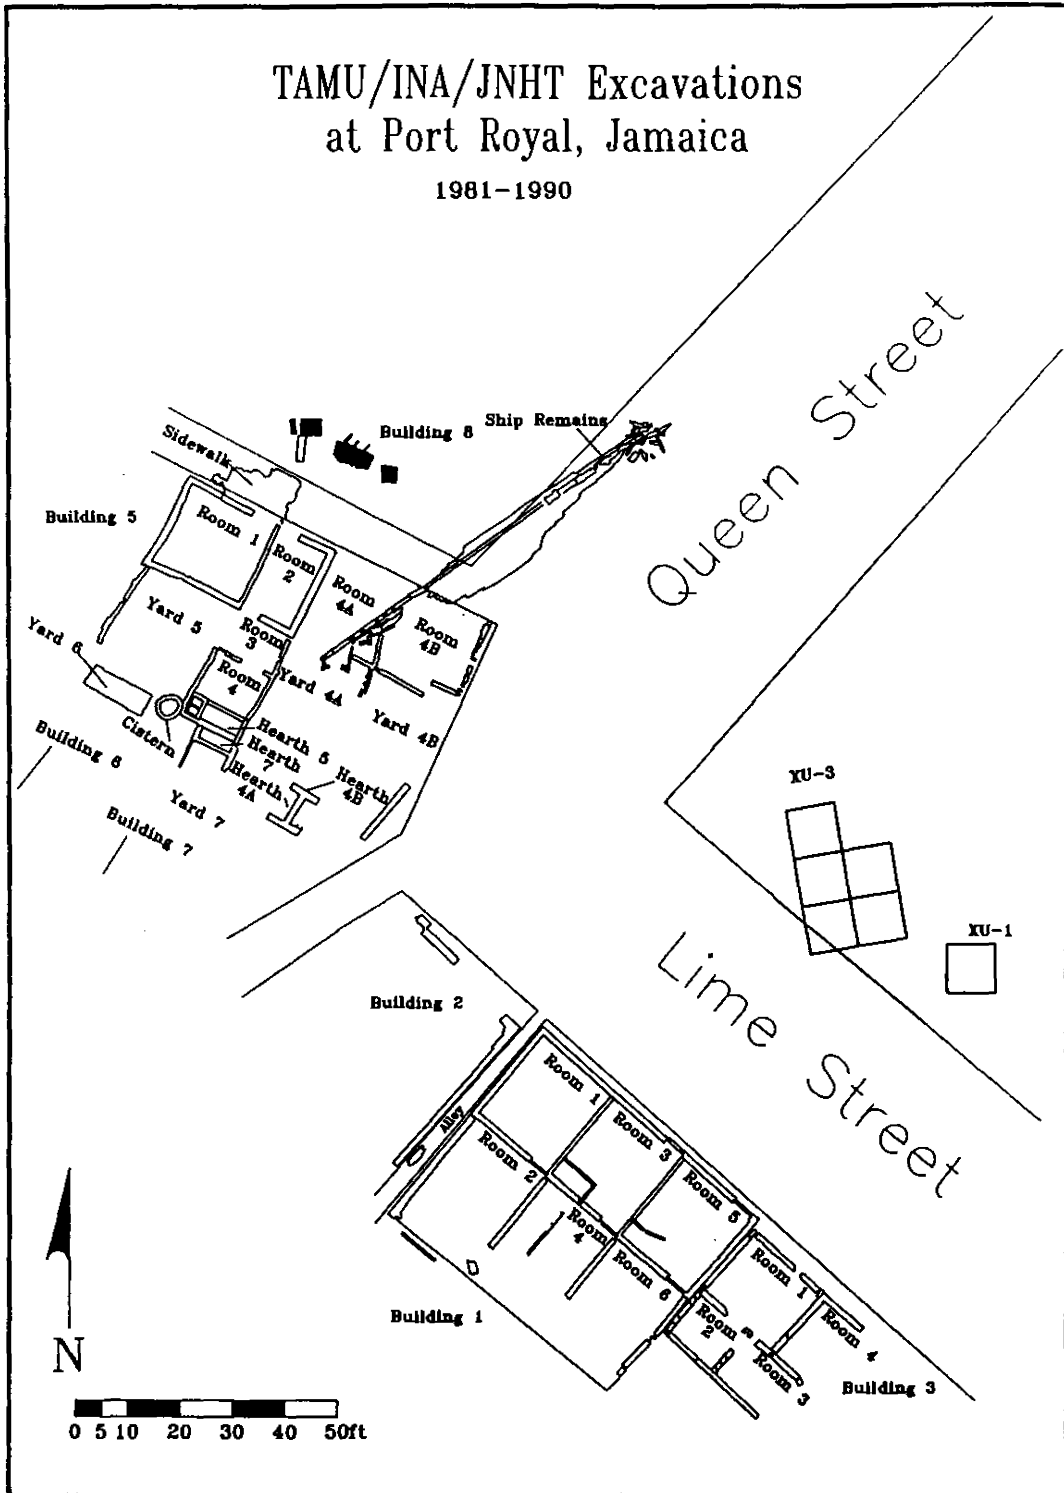 TAMU/INA/JNHT Excavations
at Port Royal, Jamaica
1981-1990
Queen Street
Ship Remains
Building 8
Sidewalk
Building 5
Room 1
Room 2
Room 4A
Room 4B
Yard 5
Room 3
Yard 6
Room 4
Yard 4A
Yard 4B
Cistern
Building 6
Hearth 5
Hearth 7
Hearth 4A
Hearth 4B
Yard 7
Building 7
XU-3
XU-1
Lime Street
Building 2
Alley
Room 1
Room 2
Room 3
Room 4
Room 5
Room 6
Building 1
Room 1
Room 2
Room 3
Room 4
Building 3
N
0 5 10 20 30 40 50ft